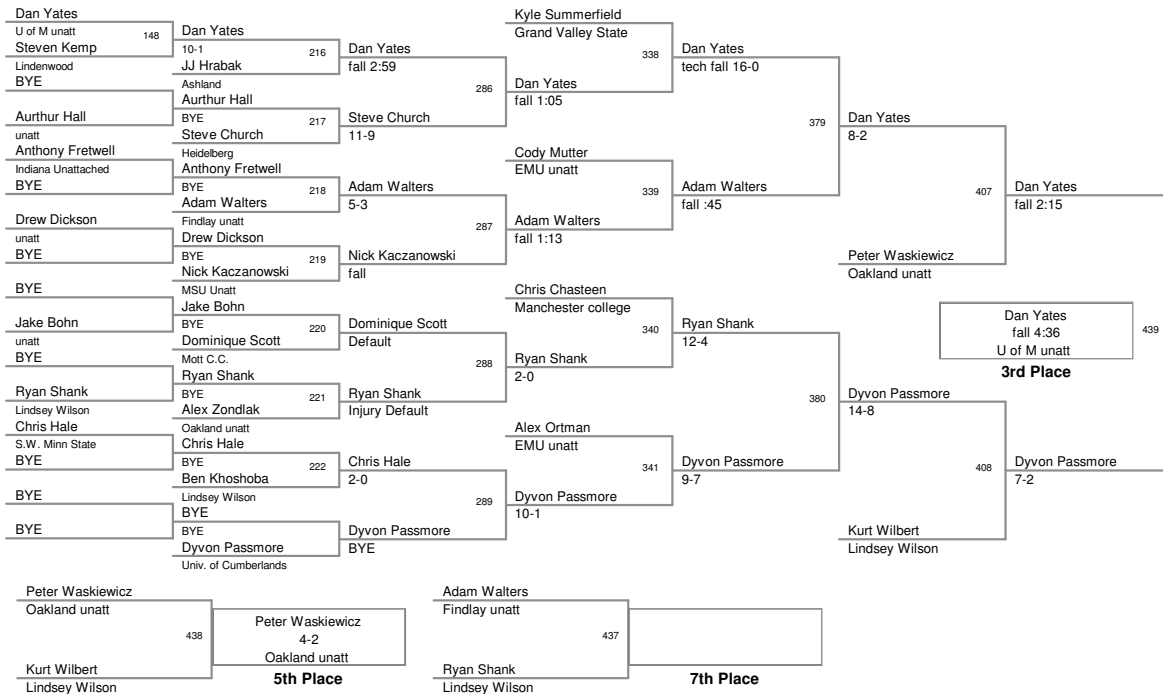 Dan Yates
U of M unatt
148
Steven Kemp
Lindenwood
BYE
Aurthur Hall
unatt
Anthony Fretwell
Indiana Unattached
BYE
Drew Dickson
unatt
BYE
BYE
Jake Bohn
unatt
BYE
Ryan Shank
Lindsey Wilson
Chris Hale
S.W. Minn State
BYE
BYE
BYE
Dan Yates
10-1
216
JJ Hrabak
Ashland
Aurthur Hall
BYE
217
Steve Church
Heidelberg
Anthony Fretwell
BYE
218
Adam Walters
Findlay unatt
Drew Dickson
BYE
219
Nick Kaczanowski
MSU Unatt
Jake Bohn
BYE
220
Dominique Scott
Mott C.C.
Ryan Shank
BYE
221
Alex Zondlak
Oakland unatt
Chris Hale
BYE
222
Ben Khoshoba
Lindsey Wilson
BYE
BYE
Dyvon Passmore
Univ. of Cumberlands
Dan Yates
fall 2:59
286
Steve Church
11-9
Adam Walters
5-3
287
Nick Kaczanowski
fall
Dominique Scott
Default
288
Ryan Shank
Injury Default
Chris Hale
2-0
289
Dyvon Passmore
BYE
Kyle Summerfield
Grand Valley State
338
Dan Yates
fall 1:05
Cody Mutter
EMU unatt
339
Adam Walters
fall 1:13
Chris Chasteen
Manchester college
340
Ryan Shank
2-0
Alex Ortman
EMU unatt
341
Dyvon Passmore
10-1
Dan Yates
tech fall 16-0
379
Adam Walters
fall :45
Ryan Shank
12-4
380
Dyvon Passmore
9-7
Dan Yates
8-2
407
Peter Waskiewicz
Oakland unatt
Dyvon Passmore
14-8
408
Kurt Wilbert
Lindsey Wilson
Dan Yates
fall 2:15
Dan Yates
fall 4:36
U of M unatt
439
3rd Place
Dyvon Passmore
7-2
Peter Waskiewicz
Oakland unatt
438
Kurt Wilbert
Lindsey Wilson
Peter Waskiewicz
4-2
Oakland unatt
5th Place
Adam Walters
Findlay unatt
437
Ryan Shank
Lindsey Wilson
7th Place